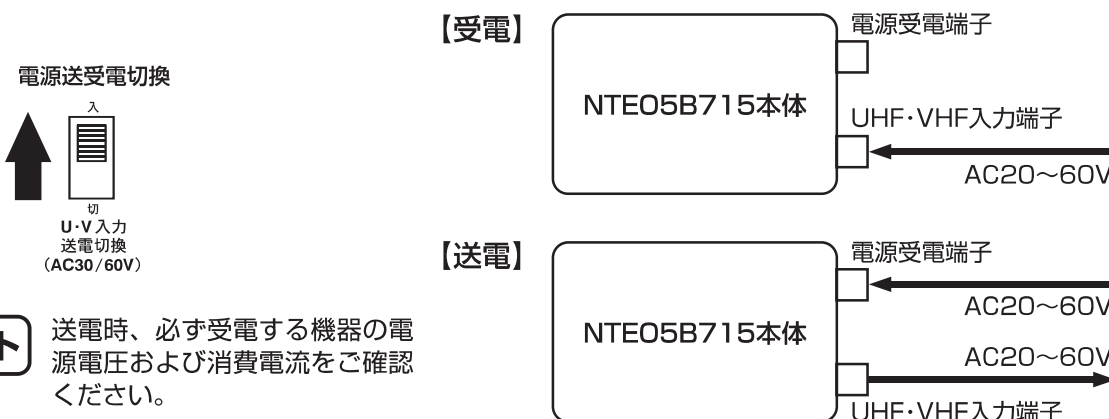 電源送受電切換
入
切
U･V 入力
送電切換
（AC30/60V）
ト
送電時、必ず受電する機器の電
源電圧および消費電流をご確認
ください。
【受電】
電源受電端子
NTE05B715本体
UHF･VHF入力端子
AC20〜60V
【送電】
電源受電端子
AC20〜60V
NTE05B715本体
AC20〜60V
UHF･VHF入力端子